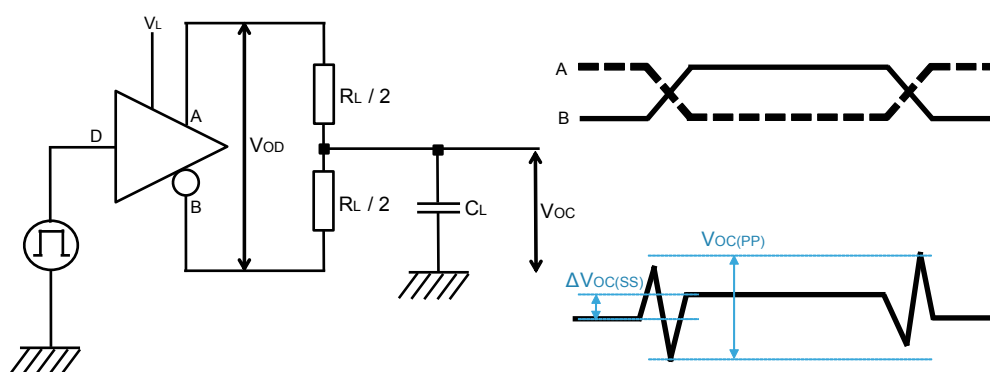 VL
A
D
B
VOD
RL / 2
RL / 2
CL
VOC
A
B
VOC(PP)
ΔVOC(SS)